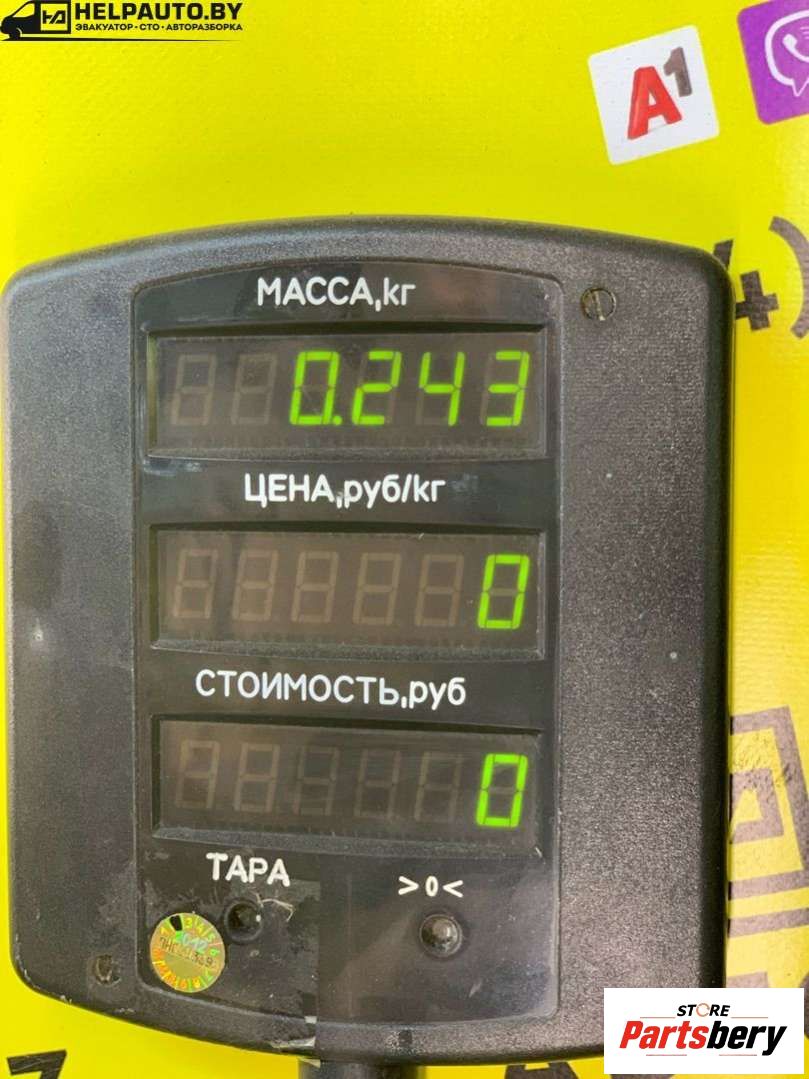 HELPAUTO.BY
ЭВАКУАТОР·СТО·АВТОРАЗБОРКА
A1
МАССА,кг
0.243
ЦЕНА,руб/кг
0
СТОИМОСТЬ,руб
0
ТАРА
>0<
2012
STORE
Partsbery